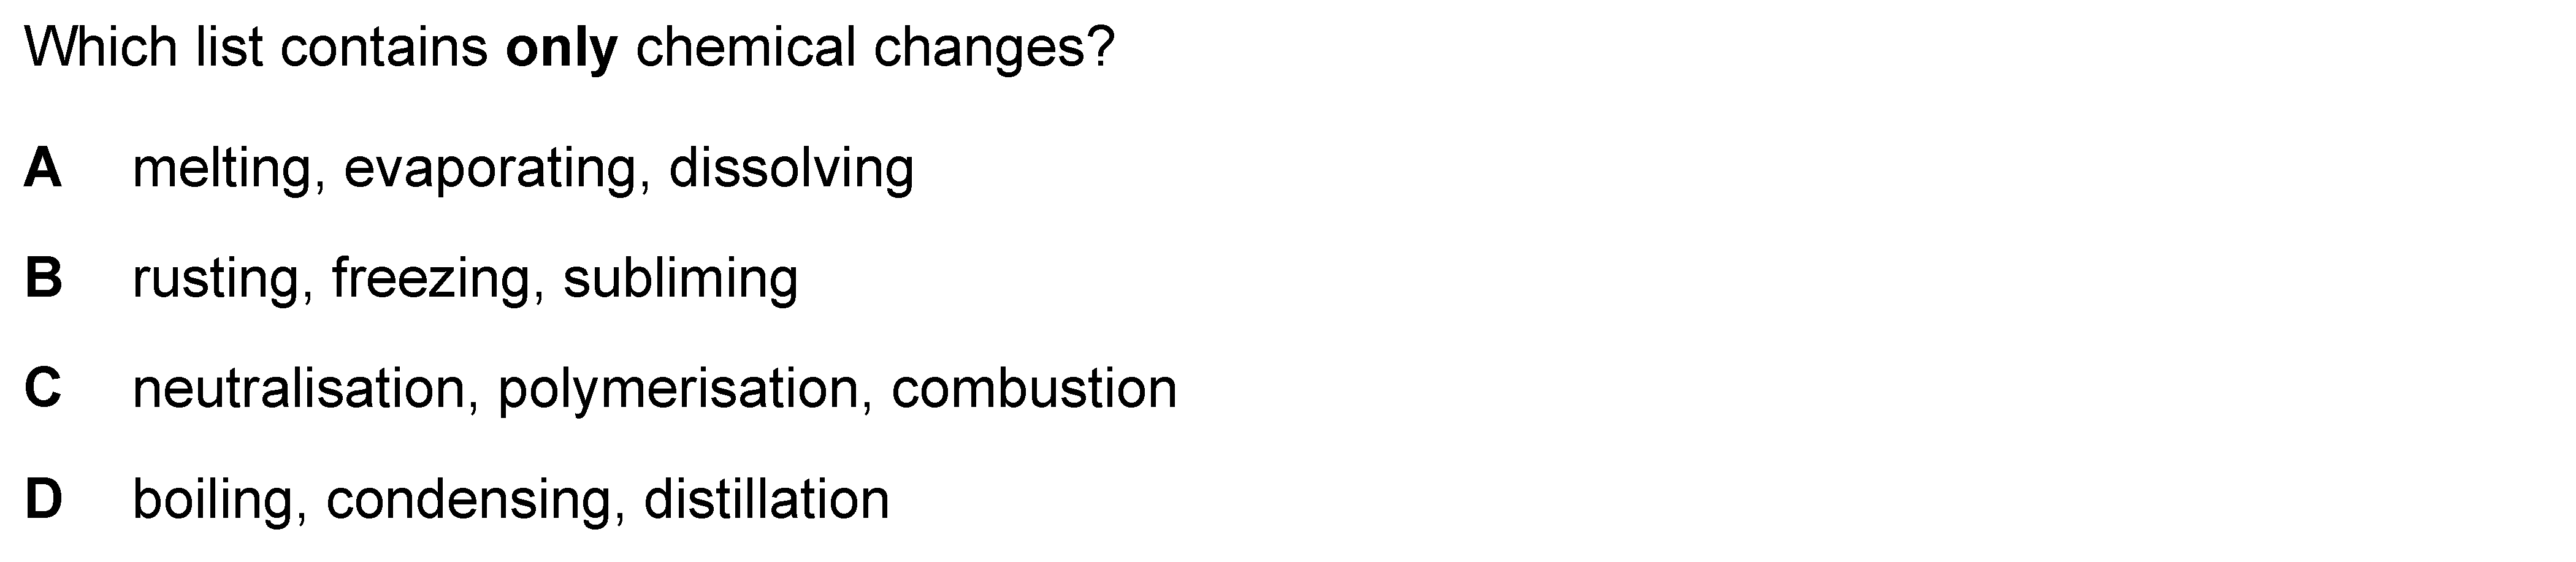 Which list contains only chemical changes?
A melting, evaporating, dissolving
B rusting, freezing, subliming
C neutralisation, polymerisation, combustion
D boiling, condensing, distillation